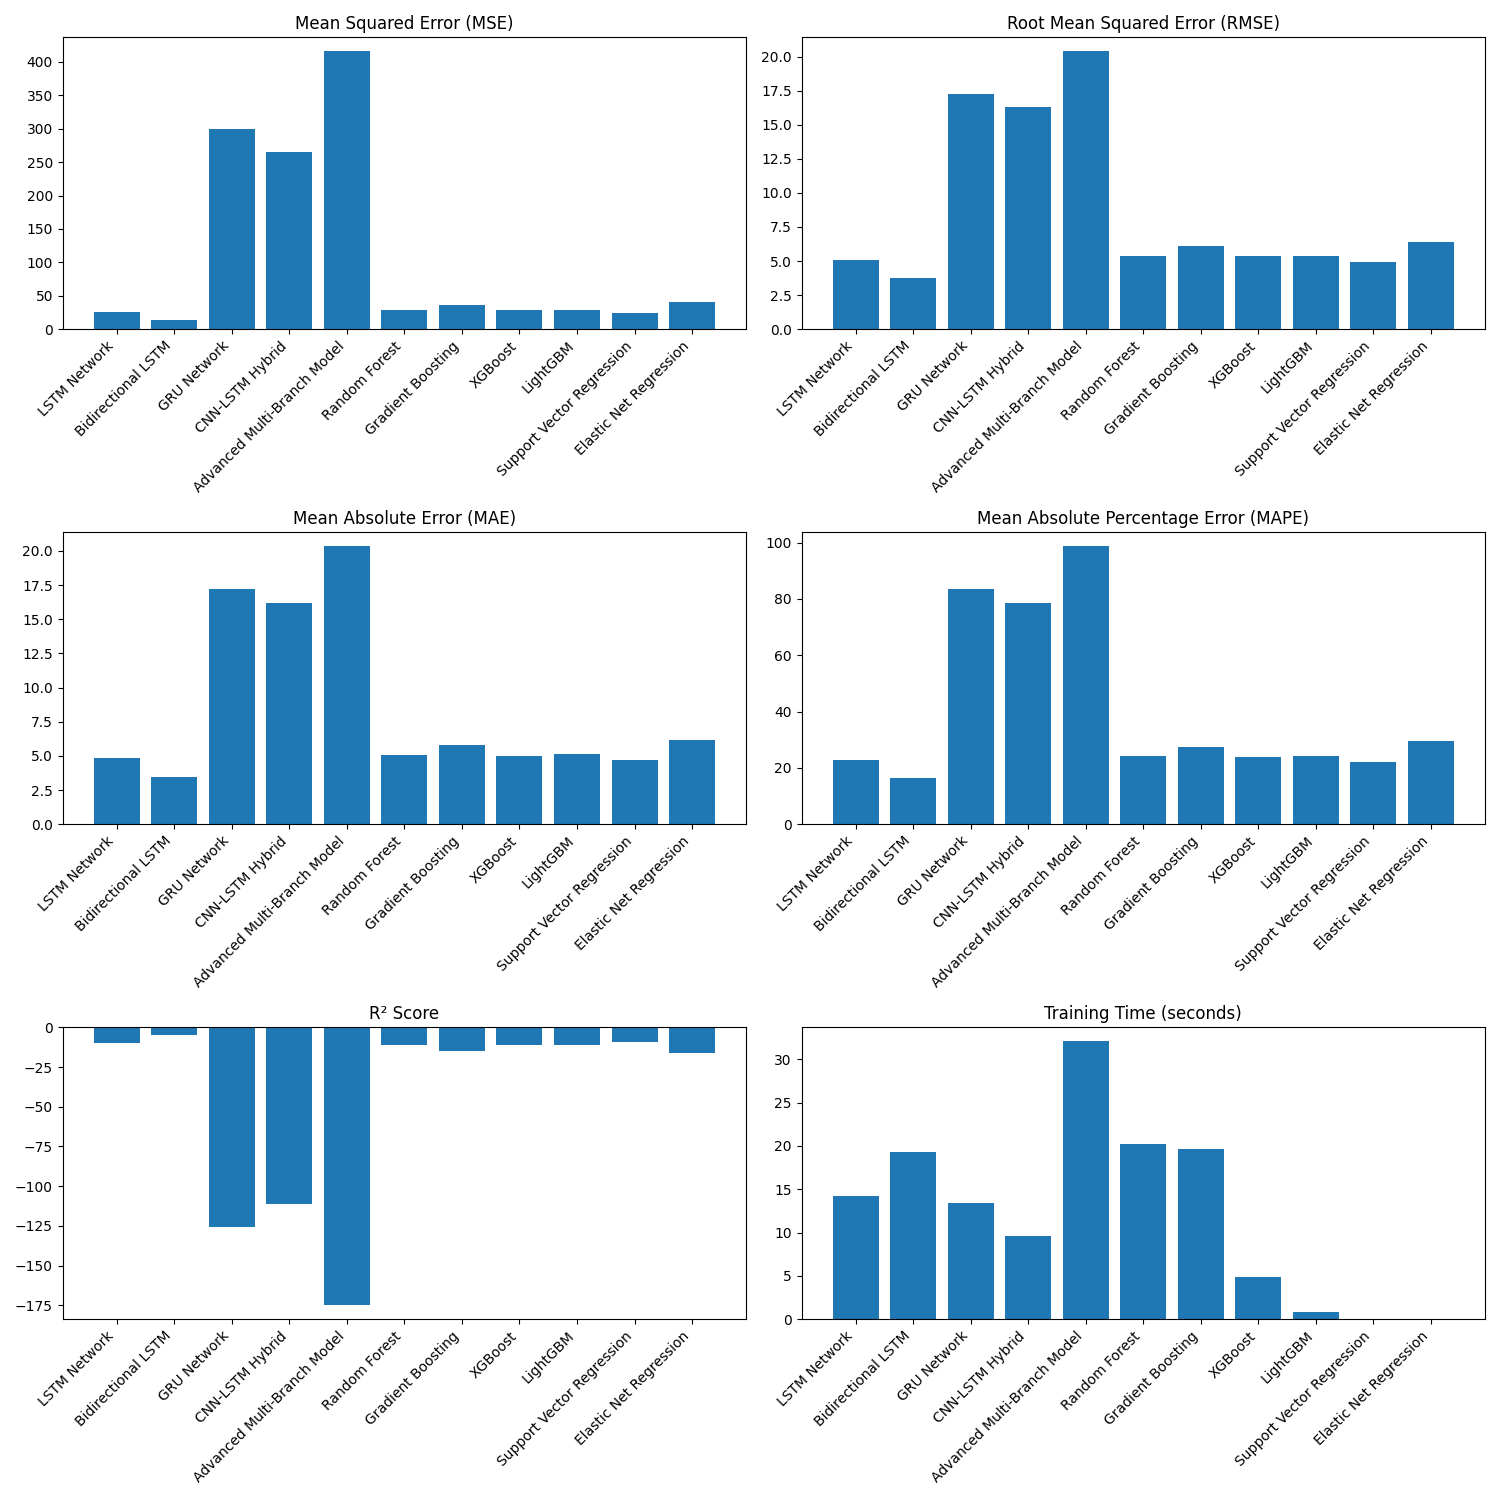 Mean Squared Error (MSE)
400
350
300
250
200
150
100
50
0
LSTM Network
Bidirectional LSTM
GRU Network
CNN-LSTM Hybrid
Advanced Multi-Branch Model
Random Forest
Gradient Boosting
XGBoost
LightGBM
Support Vector Regression
Elastic Net Regression
Root Mean Squared Error (RMSE)
20.0
17.5
15.0
12.5
10.0
7.5
5.0
2.5
0.0
LSTM Network
Bidirectional LSTM
GRU Network
CNN-LSTM Hybrid
Advanced Multi-Branch Model
Random Forest
Gradient Boosting
XGBoost
LightGBM
Support Vector Regression
Elastic Net Regression
Mean Absolute Error (MAE)
20.0
17.5
15.0
12.5
10.0
7.5
5.0
2.5
0.0
LSTM Network
Bidirectional LSTM
GRU Network
CNN-LSTM Hybrid
Advanced Multi-Branch Model
Random Forest
Gradient Boosting
XGBoost
LightGBM
Support Vector Regression
Elastic Net Regression
Mean Absolute Percentage Error (MAPE)
100
80
60
40
20
0
LSTM Network
Bidirectional LSTM
GRU Network
CNN-LSTM Hybrid
Advanced Multi-Branch Model
Random Forest
Gradient Boosting
XGBoost
LightGBM
Support Vector Regression
Elastic Net Regression
R² Score
0
−25
−50
−75
−100
−125
−150
−175
LSTM Network
Bidirectional LSTM
GRU Network
CNN-LSTM Hybrid
Advanced Multi-Branch Model
Random Forest
Gradient Boosting
XGBoost
LightGBM
Support Vector Regression
Elastic Net Regression
Training Time (seconds)
30
25
20
15
10
5
0
LSTM Network
Bidirectional LSTM
GRU Network
CNN-LSTM Hybrid
Advanced Multi-Branch Model
Random Forest
Gradient Boosting
XGBoost
LightGBM
Support Vector Regression
Elastic Net Regression